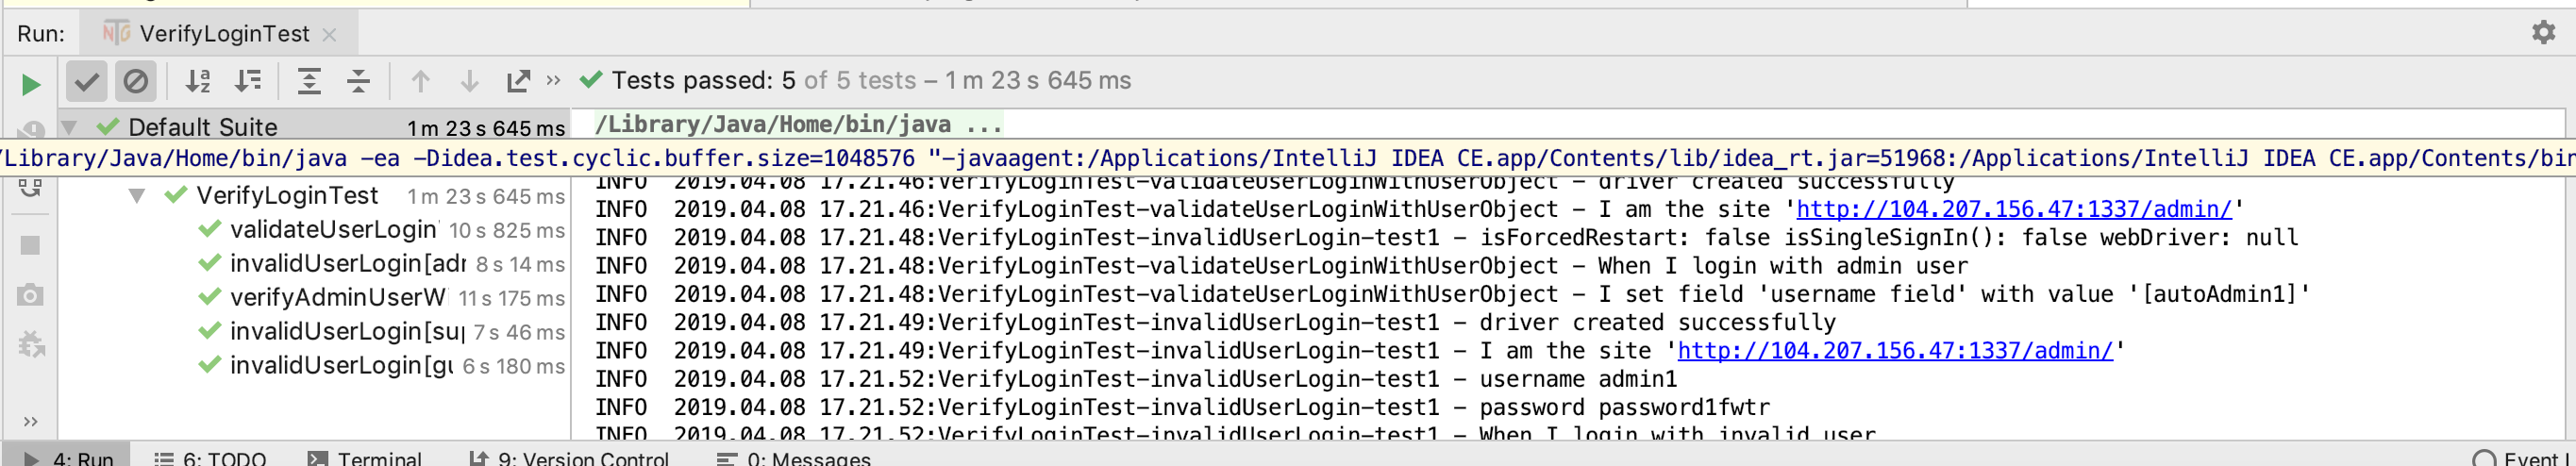 Run: VerifyLoginTest
Tests passed: 5 of 5 tests – 1 m 23 s 645 ms
Default Suite 1 m 23 s 645 ms
/Library/Java/Home/bin/java ...
/Library/Java/Home/bin/java -ea -Didea.test.cyclic.buffer.size=1048576 "-javaagent:/Applications/IntelliJ IDEA CE.app/Contents/lib/idea_rt.jar=51968:/Applications/IntelliJ IDEA CE.app/Contents/bin
VerifyLoginTest 1 m 23 s 645 ms
validateUserLogin 10 s 825 ms
invalidUserLogin[adr 8 s 14 ms
verifyAdminUserWi 11 s 175 ms
invalidUserLogin[sup 7 s 46 ms
invalidUserLogin[gu 6 s 180 ms
INFO 2019.04.08 17.21.46:VerifyLoginTest-validateUserLoginWithUserObject - driver created successfully
INFO 2019.04.08 17.21.46:VerifyLoginTest-validateUserLoginWithUserObject - I am the site 'http://104.207.156.47:1337/admin/'
INFO 2019.04.08 17.21.48:VerifyLoginTest-invalidUserLogin-test1 - isForcedRestart: false isSingleSignIn(): false webDriver: null
INFO 2019.04.08 17.21.48:VerifyLoginTest-validateUserLoginWithUserObject - When I login with admin user
INFO 2019.04.08 17.21.48:VerifyLoginTest-validateUserLoginWithUserObject - I set field 'username field' with value '[autoAdmin1]'
INFO 2019.04.08 17.21.49:VerifyLoginTest-invalidUserLogin-test1 - driver created successfully
INFO 2019.04.08 17.21.49:VerifyLoginTest-invalidUserLogin-test1 - I am the site 'http://104.207.156.47:1337/admin/'
INFO 2019.04.08 17.21.52:VerifyLoginTest-invalidUserLogin-test1 - username admin1
INFO 2019.04.08 17.21.52:VerifyLoginTest-invalidUserLogin-test1 - password password1fwtr
INFO 2019.04.08 17.21.52:VerifyLoginTest-invalidUserLogin-test1 - When I login with invalid user
4: Run 6: TODO Terminal 9: Version Control 0: Messages Event L